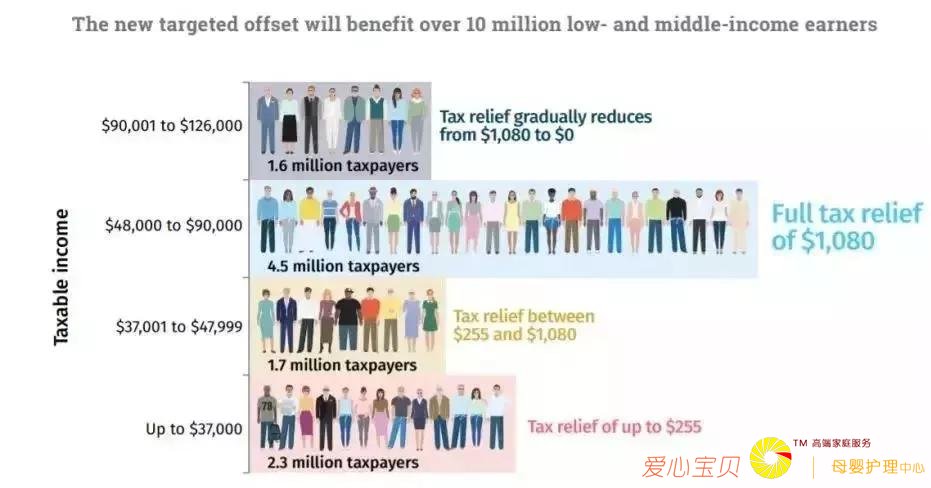 The new targeted offset will benefit over 10 million low- and middle-income earners
Taxable income
$90,001 to $126,000
1.6 million taxpayers
Tax relief gradually reduces
from $1,080 to $0
$48,000 to $90,000
4.5 million taxpayers
Full tax relief
of $1,080
$37,001 to $47,999
1.7 million taxpayers
Tax relief between
$255 and $1,080
Up to $37,000
78
2.3 million taxpayers
Tax relief of up to $255
爱心宝贝
TM 高端家庭服务
母婴护理中心